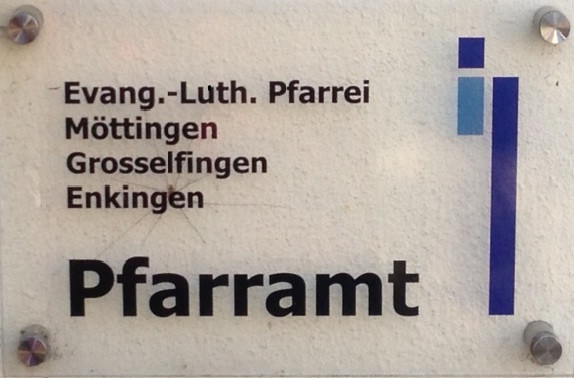 Evang.-Luth. Pfarrei
Möttingen
Grosselfingen
Enkingen
Pfarramt